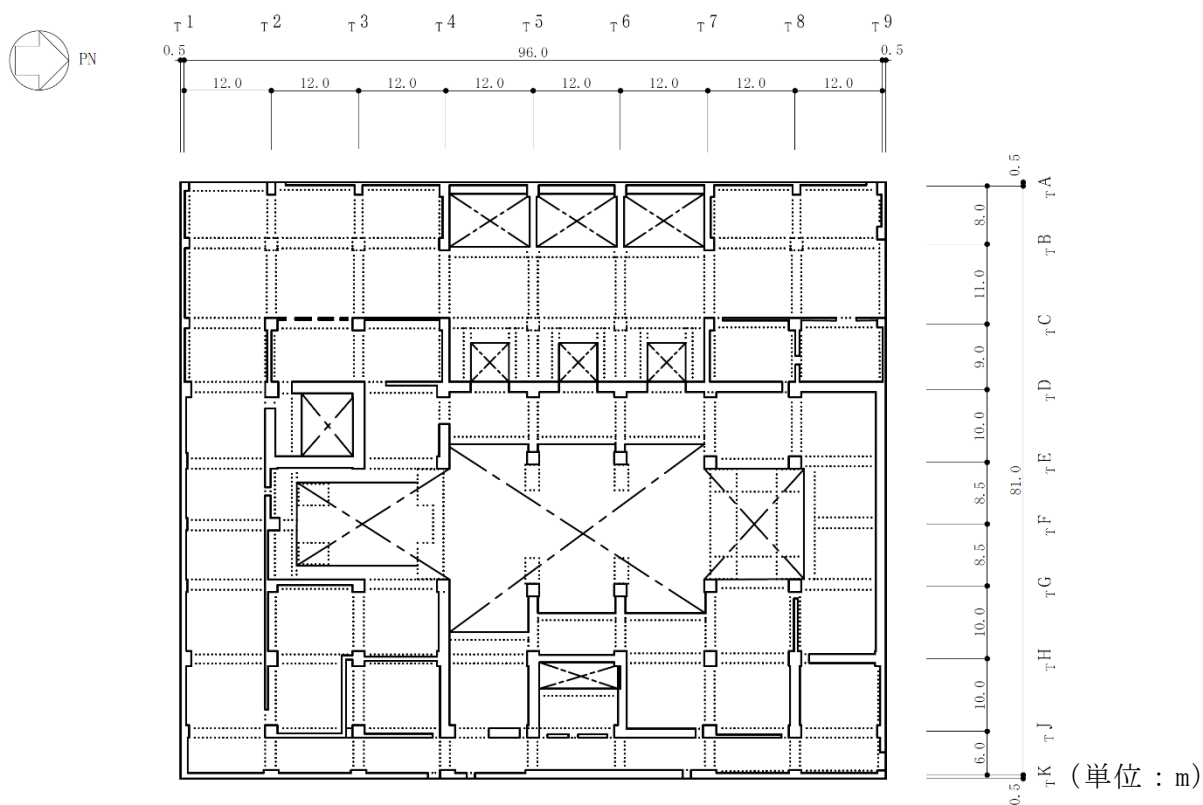 T1 T2 T3 T4 T5 T6 T7 T8 T9
PN
0.5 96.0 0.5
12.0 12.0 12.0 12.0 12.0 12.0 12.0 12.0
0.5
TA
8.0
TB
11.0
TC
9.0
TD
10.0
TE
8.5
TF
81.0
8.5
TG
10.0
TH
10.0
TJ
6.0
TK
0.5
(単位:m)